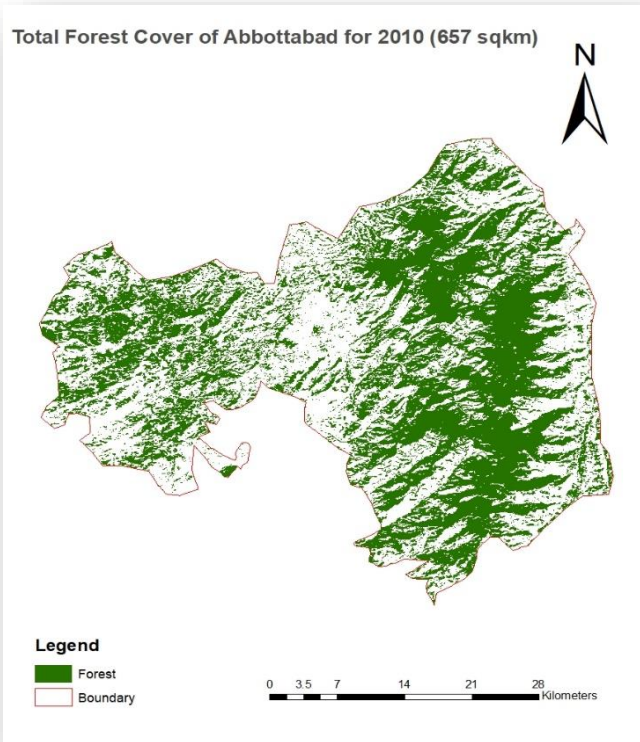 Total Forest Cover of Abbottabad for 2010 (657 sqkm)
N
Legend
Forest
Boundary
0 3.5 7 14 21 28
Kilometers